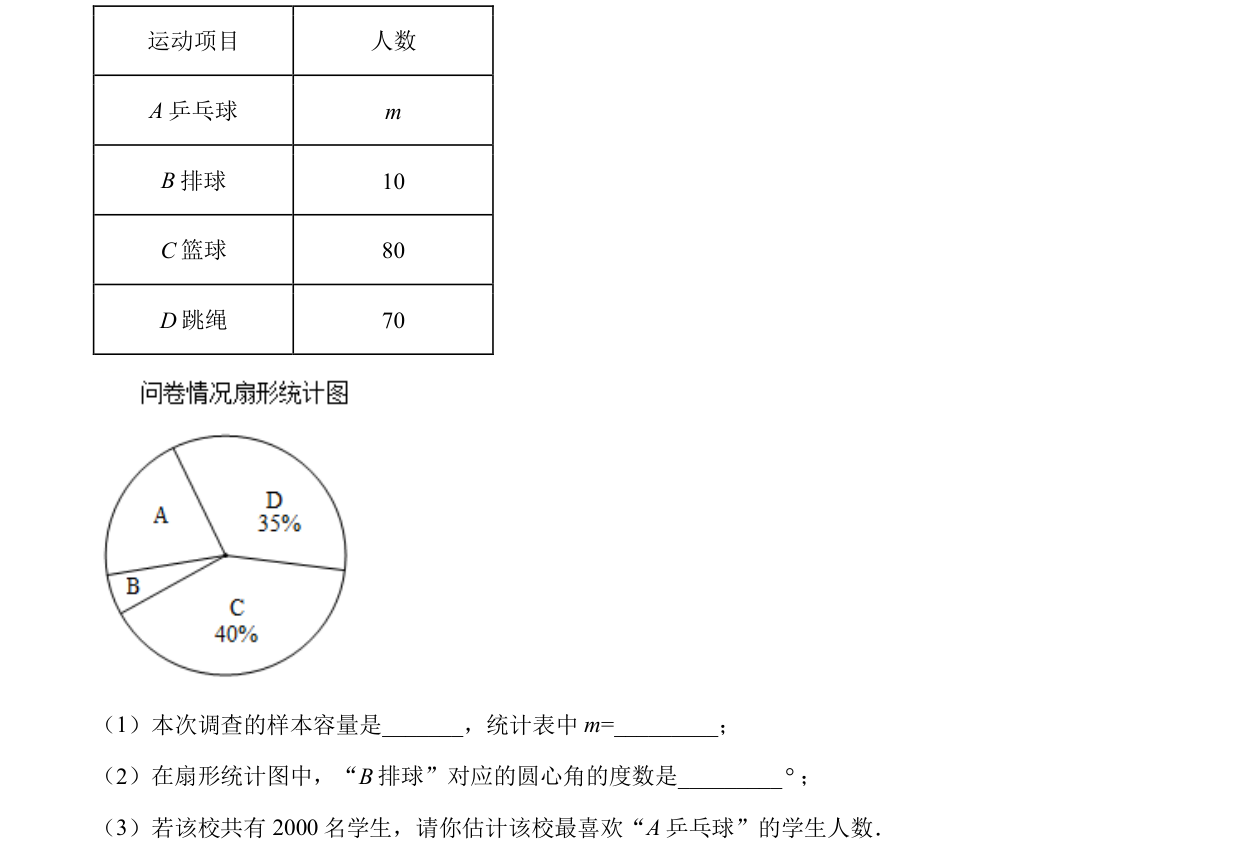 运动项目 人数
A 乒乓球 m
B 排球 10
C 篮球 80
D 跳绳 70
问卷情况扇形统计图
D
35%
A
B
C
40%
（1）本次调查的样本容量是_______，统计表中 m=_________；
（2）在扇形统计图中，“B 排球”对应的圆心角的度数是_________°；
（3）若该校共有 2000 名学生，请你估计该校最喜欢“A 乒乓球”的学生人数．